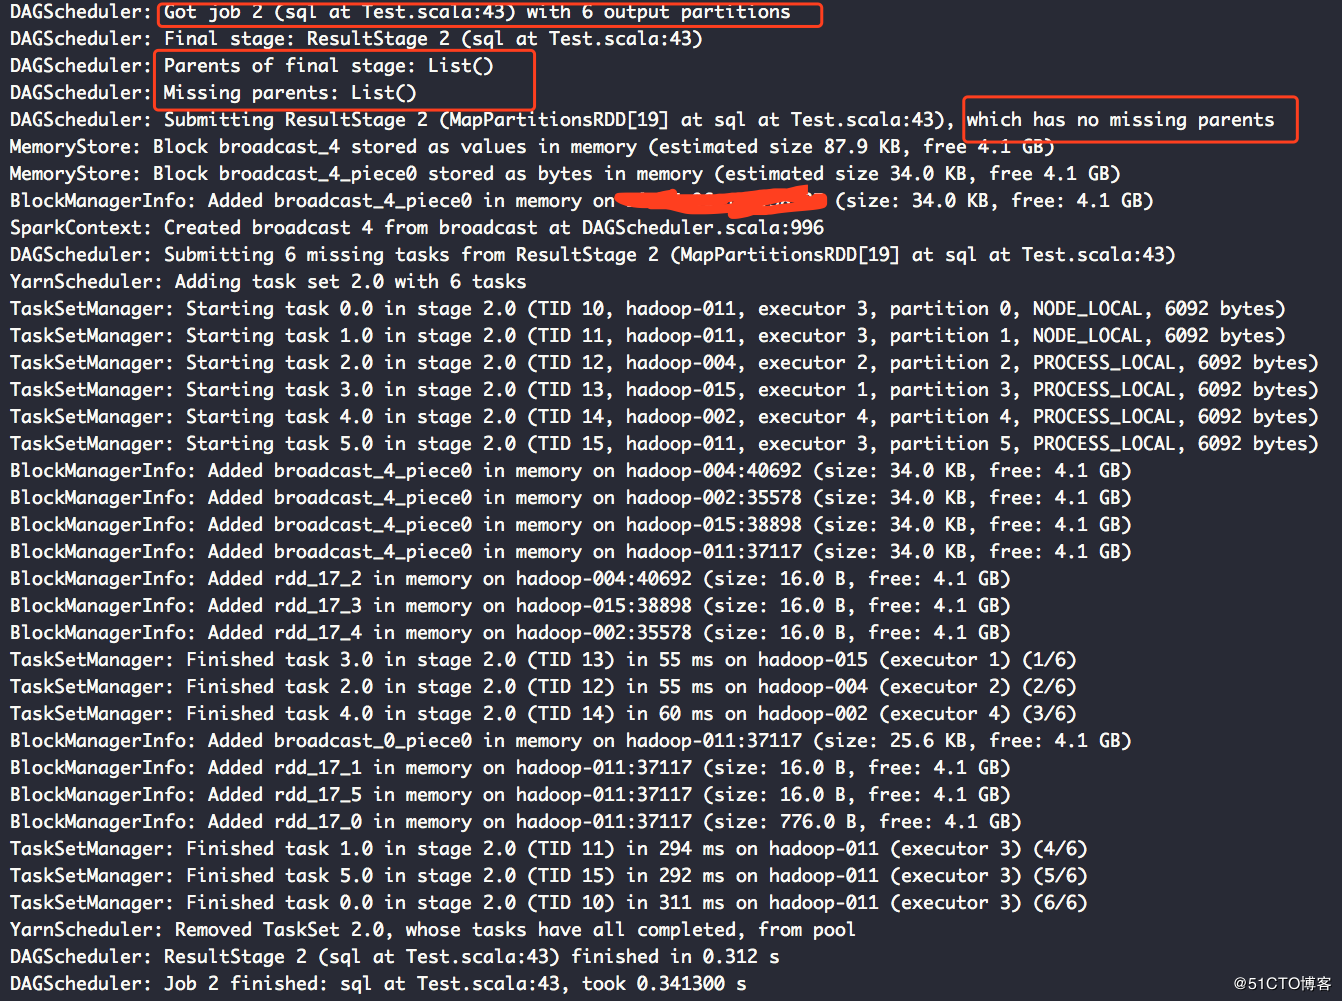 DAGScheduler: Got job 2 (sql at Test.scala:43) with 6 output partitions
DAGScheduler: Final stage: ResultStage 2 (sql at Test.scala:43)
DAGScheduler: Parents of final stage: List()
DAGScheduler: Missing parents: List()
DAGScheduler: Submitting ResultStage 2 (MapPartitionsRDD[19] at sql at Test.scala:43), which has no missing parents
MemoryStore: Block broadcast_4 stored as values in memory (estimated size 87.9 KB, free 4.1 GB)
MemoryStore: Block broadcast_4_piece0 stored as bytes in memory (estimated size 34.0 KB, free 4.1 GB)
BlockManagerInfo: Added broadcast_4_piece0 in memory on (size: 34.0 KB, free: 4.1 GB)
SparkContext: Created broadcast 4 from broadcast at DAGScheduler.scala:996
DAGScheduler: Submitting 6 missing tasks from ResultStage 2 (MapPartitionsRDD[19] at sql at Test.scala:43)
YarnScheduler: Adding task set 2.0 with 6 tasks
TaskSetManager: Starting task 0.0 in stage 2.0 (TID 10, hadoop-011, executor 3, partition 0, NODE_LOCAL, 6092 bytes)
TaskSetManager: Starting task 1.0 in stage 2.0 (TID 11, hadoop-011, executor 3, partition 1, NODE_LOCAL, 6092 bytes)
TaskSetManager: Starting task 2.0 in stage 2.0 (TID 12, hadoop-004, executor 2, partition 2, PROCESS_LOCAL, 6092 bytes)
TaskSetManager: Starting task 3.0 in stage 2.0 (TID 13, hadoop-015, executor 1, partition 3, PROCESS_LOCAL, 6092 bytes)
TaskSetManager: Starting task 4.0 in stage 2.0 (TID 14, hadoop-002, executor 4, partition 4, PROCESS_LOCAL, 6092 bytes)
TaskSetManager: Starting task 5.0 in stage 2.0 (TID 15, hadoop-011, executor 3, partition 5, PROCESS_LOCAL, 6092 bytes)
BlockManagerInfo: Added broadcast_4_piece0 in memory on hadoop-004:40692 (size: 34.0 KB, free: 4.1 GB)
BlockManagerInfo: Added broadcast_4_piece0 in memory on hadoop-002:35578 (size: 34.0 KB, free: 4.1 GB)
BlockManagerInfo: Added broadcast_4_piece0 in memory on hadoop-015:38898 (size: 34.0 KB, free: 4.1 GB)
BlockManagerInfo: Added broadcast_4_piece0 in memory on hadoop-011:37117 (size: 34.0 KB, free: 4.1 GB)
BlockManagerInfo: Added rdd_17_2 in memory on hadoop-004:40692 (size: 16.0 B, free: 4.1 GB)
BlockManagerInfo: Added rdd_17_3 in memory on hadoop-015:38898 (size: 16.0 B, free: 4.1 GB)
BlockManagerInfo: Added rdd_17_4 in memory on hadoop-002:35578 (size: 16.0 B, free: 4.1 GB)
TaskSetManager: Finished task 3.0 in stage 2.0 (TID 13) in 55 ms on hadoop-015 (executor 1) (1/6)
TaskSetManager: Finished task 2.0 in stage 2.0 (TID 12) in 55 ms on hadoop-004 (executor 2) (2/6)
TaskSetManager: Finished task 4.0 in stage 2.0 (TID 14) in 60 ms on hadoop-002 (executor 4) (3/6)
BlockManagerInfo: Added broadcast_0_piece0 in memory on hadoop-011:37117 (size: 25.6 KB, free: 4.1 GB)
BlockManagerInfo: Added rdd_17_1 in memory on hadoop-011:37117 (size: 16.0 B, free: 4.1 GB)
BlockManagerInfo: Added rdd_17_5 in memory on hadoop-011:37117 (size: 16.0 B, free: 4.1 GB)
BlockManagerInfo: Added rdd_17_0 in memory on hadoop-011:37117 (size: 776.0 B, free: 4.1 GB)
TaskSetManager: Finished task 1.0 in stage 2.0 (TID 11) in 294 ms on hadoop-011 (executor 3) (4/6)
TaskSetManager: Finished task 5.0 in stage 2.0 (TID 15) in 292 ms on hadoop-011 (executor 3) (5/6)
TaskSetManager: Finished task 0.0 in stage 2.0 (TID 10) in 311 ms on hadoop-011 (executor 3) (6/6)
YarnScheduler: Removed TaskSet 2.0, whose tasks have all completed, from pool
DAGScheduler: ResultStage 2 (sql at Test.scala:43) finished in 0.312 s
DAGScheduler: Job 2 finished: sql at Test.scala:43, took 0.341300 s
@51CTO博客